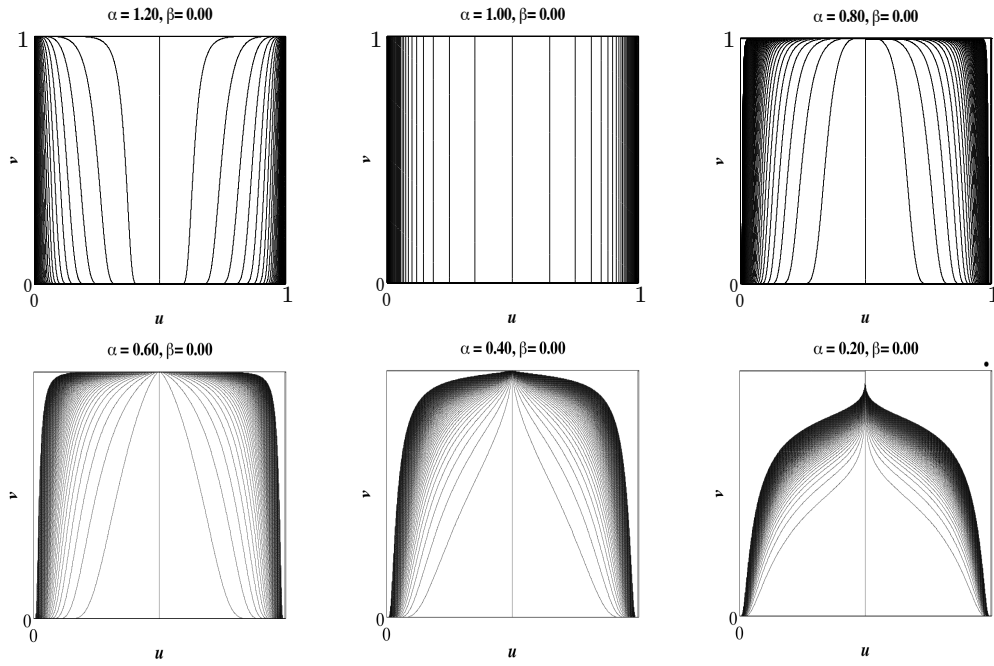 α = 1.20, β= 0.00
α = 1.00, β= 0.00
α = 0.80, β= 0.00
1
1
1
v
v
v
0
0
0
0
1
0
1
0
1
u
u
u
α = 0.60, β= 0.00
α = 0.40, β= 0.00
α = 0.20, β= 0.00
v
v
v
0
0
0
0
0
0
u
u
u